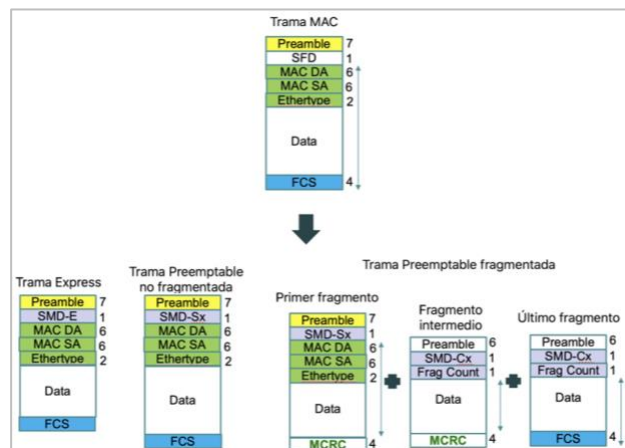 Trama MAC
Preamble 7
SFD 1
MAC DA 6
MAC SA 6
Ethertype 2
Data
FCS 4
Trama Preemptable fragmentada
Trama Express
Preamble 7
SMD-E 1
MAC DA 6
MAC SA 6
Ethertype 2
Data
FCS
Trama Preemptable
no fragmentada
Preamble 7
SMD-Sx 1
MAC DA 6
MAC SA 6
Ethertype 2
Data
FCS
Primer fragmento
Preamble 7
SMD-Sx 1
MAC DA 6
MAC SA 6
Ethertype 2
Data
MCRC 4
Fragmento
intermedio
Preamble 6
SMD-Cx 1
Frag Count 1
Data
MCRC 4
Último fragmento
Preamble 6
SMD-Cx 1
Frag Count 1
Data
FCS 4